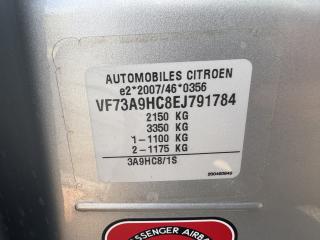 AUTOMOBILES CITROEN
e2*2007/46*0356
VF73A9HC8EJ791784
2150 KG
3350 KG
1-1100 KG
2-1175 KG
3A9HC8/1S
PASSENGER AIRBAG